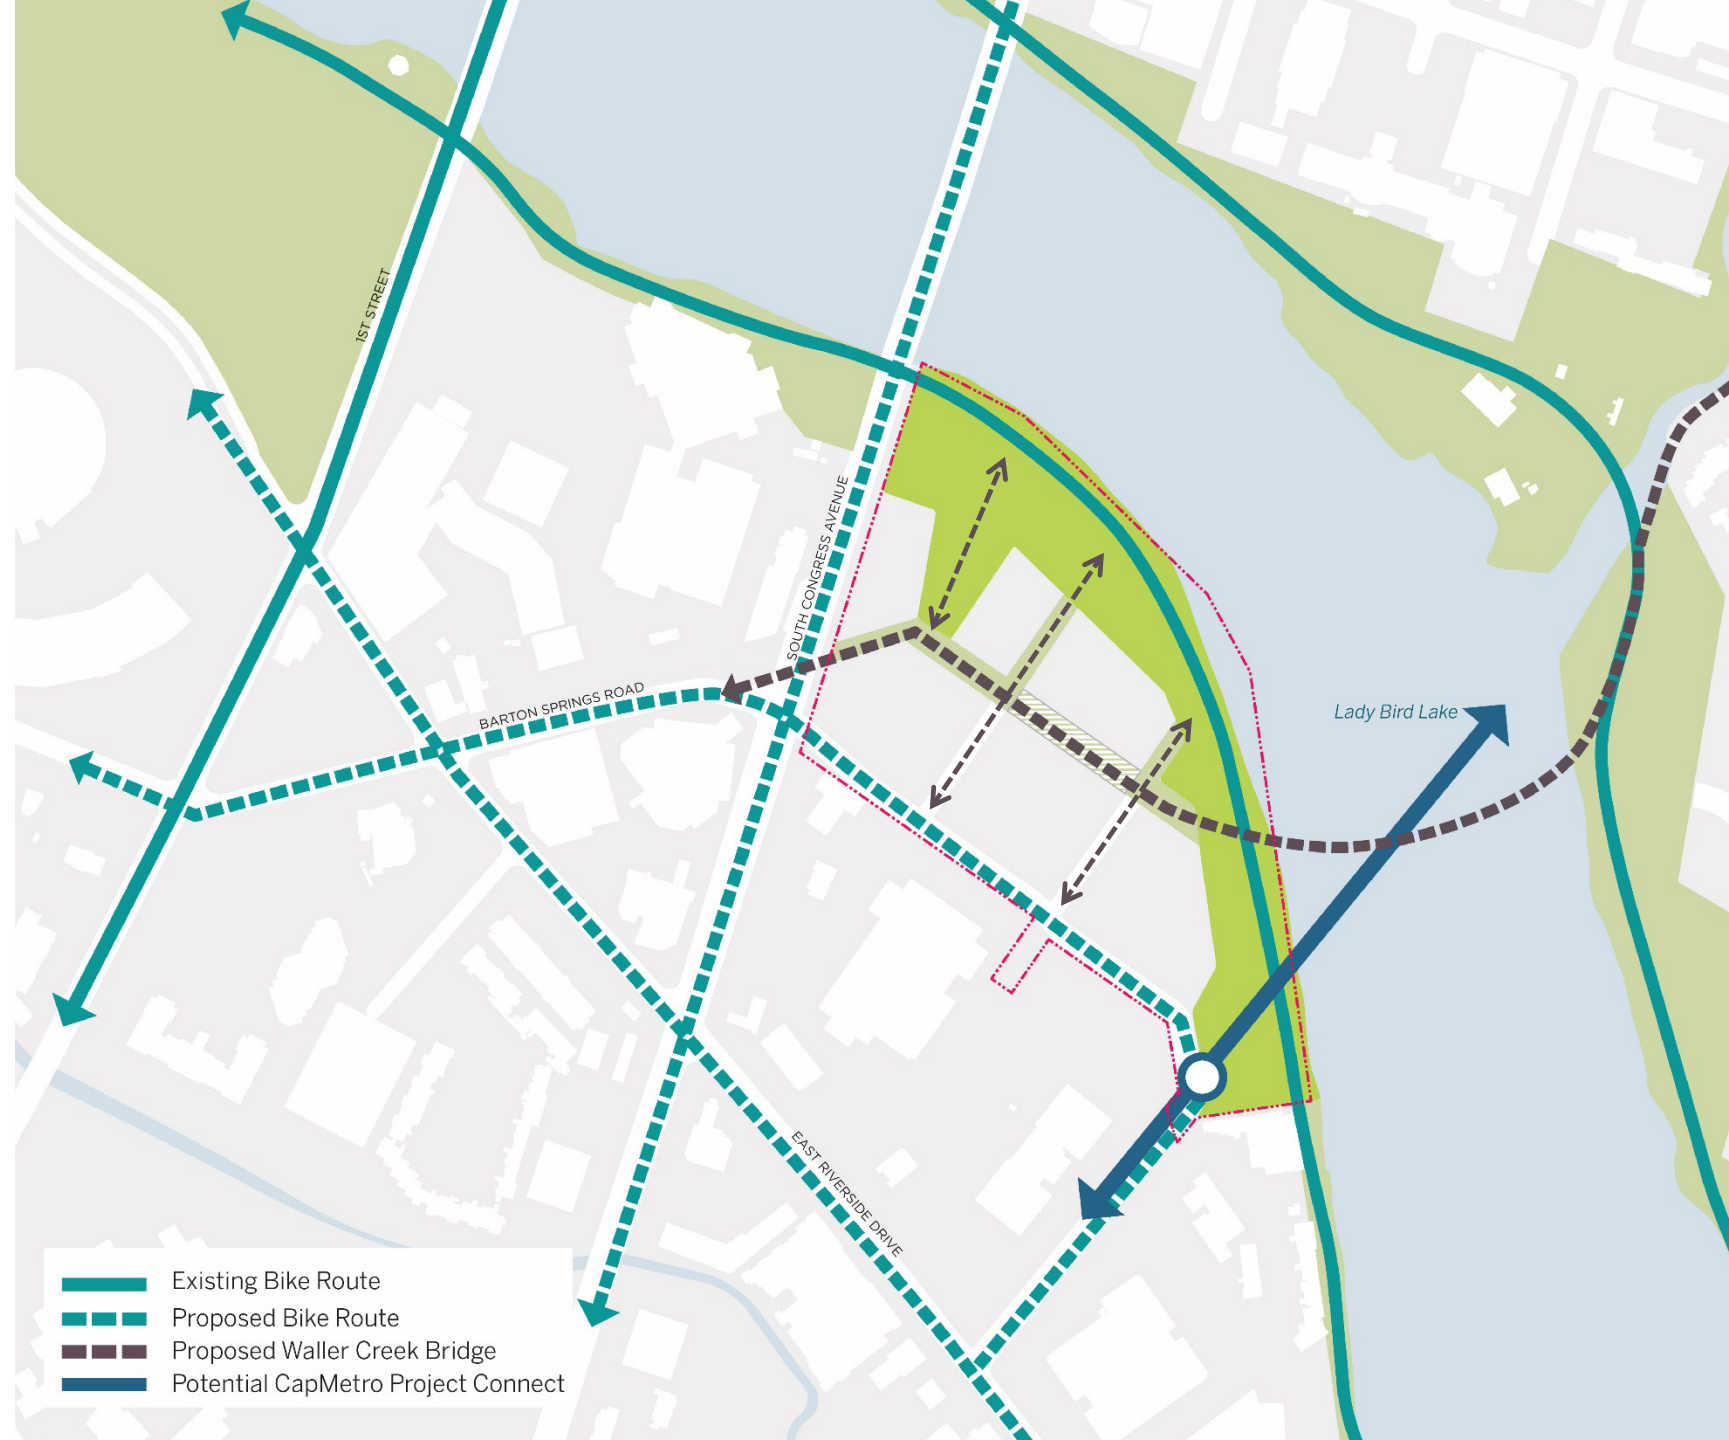 1ST STREET
SOUTH CONGRESS AVENUE
BARTON SPRINGS ROAD
Lady Bird Lake
EAST RIVERSIDE DRIVE
Existing Bike Route
Proposed Bike Route
Proposed Waller Creek Bridge
Potential CapMetro Project Connect